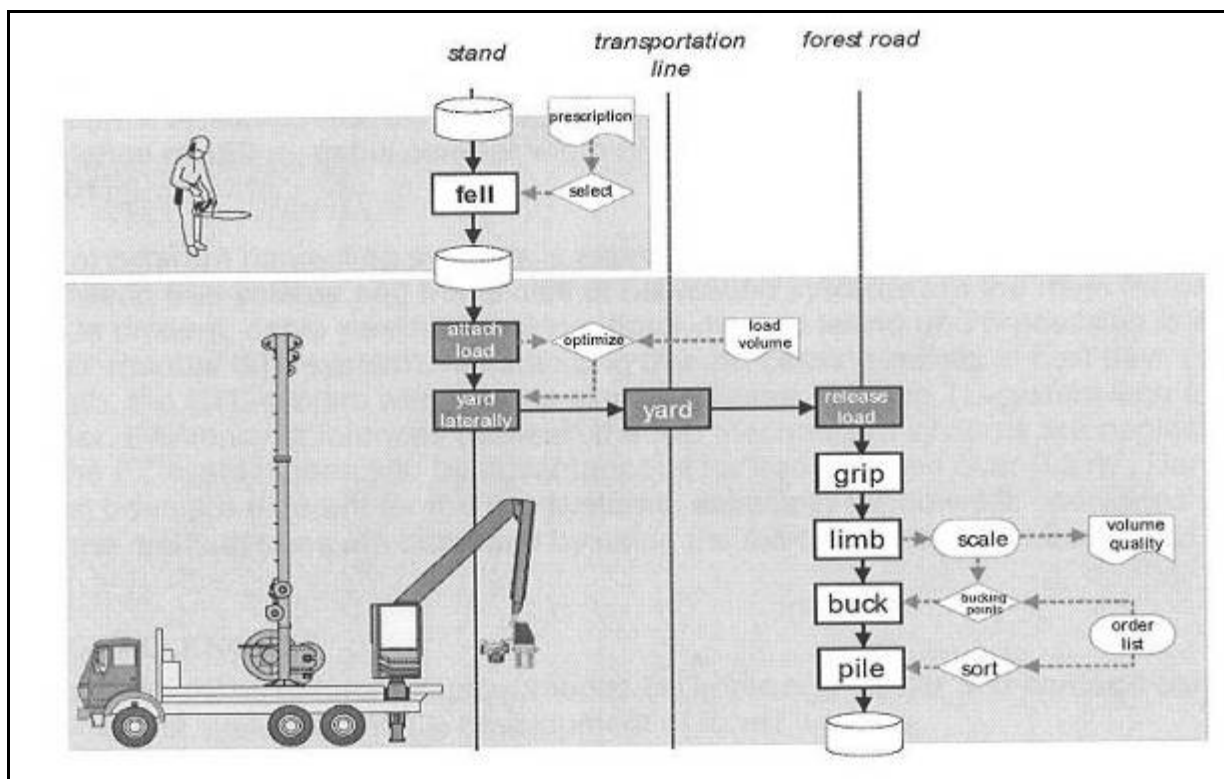 stand
transportation
line
forest road
prescription
fell
select
attach
load
optimize
load
volume
yard
laterally
yard
release
load
grip
limb
scale
volume
quality
buck
bucking
points
order
list
pile
sort